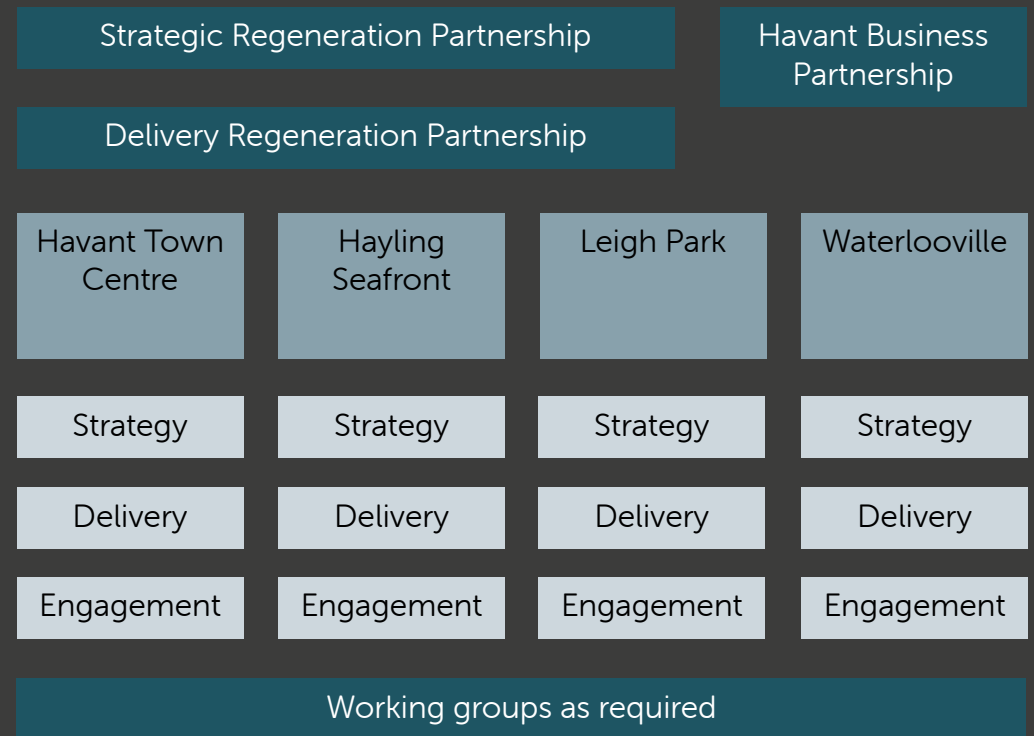 Strategic Regeneration Partnership
Havant Business
Partnership
Delivery Regeneration Partnership
Havant Town
Centre
Hayling
Seafront
Leigh Park
Waterlooville
Strategy
Strategy
Strategy
Strategy
Delivery
Delivery
Delivery
Delivery
Engagement
Engagement
Engagement
Engagement
Working groups as required